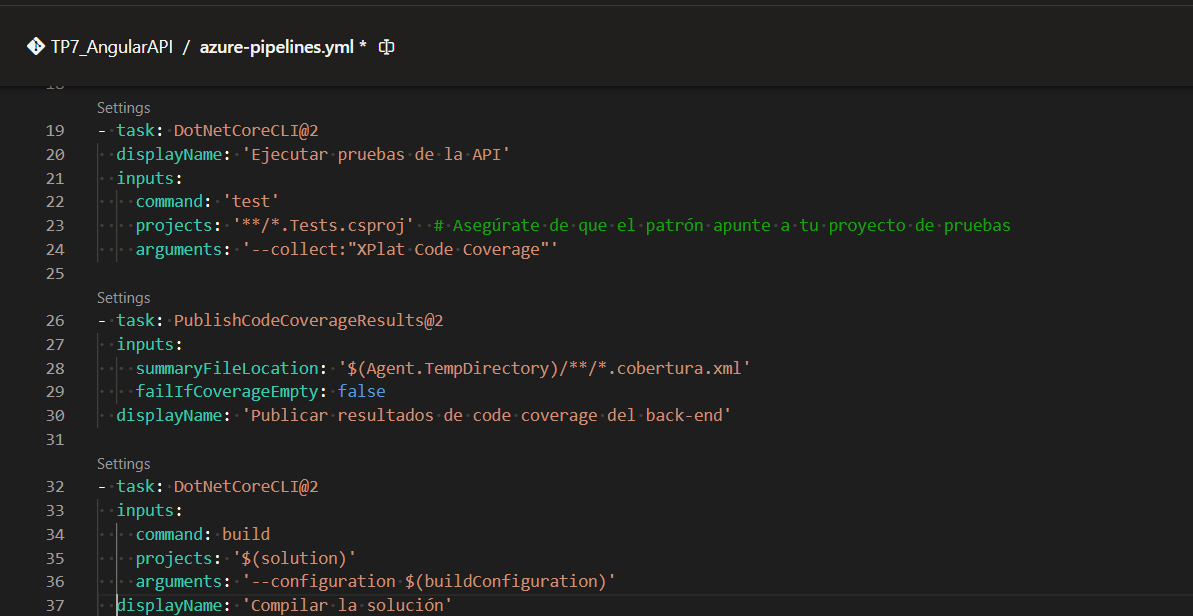 TP7_AngularAPI / azure-pipelines.yml *
Settings
19 - task: DotNetCoreCLI@2
20 displayName: 'Ejecutar pruebas de la API'
21 inputs:
22 command: 'test'
23 projects: '**/*.Tests.csproj' # Asegúrate de que el patrón apunte a tu proyecto de pruebas
24 arguments: '--collect:"XPlat Code Coverage"'
25
Settings
26 - task: PublishCodeCoverageResults@2
27 inputs:
28 summaryFileLocation: '$(Agent.TempDirectory)/**/*.cobertura.xml'
29 failIfCoverageEmpty: false
30 displayName: 'Publicar resultados de code coverage del back-end'
31
Settings
32 - task: DotNetCoreCLI@2
33 inputs:
34 command: build
35 projects: '$(solution)'
36 arguments: '--configuration $(buildConfiguration)'
37 displayName: 'Compilar la solución'